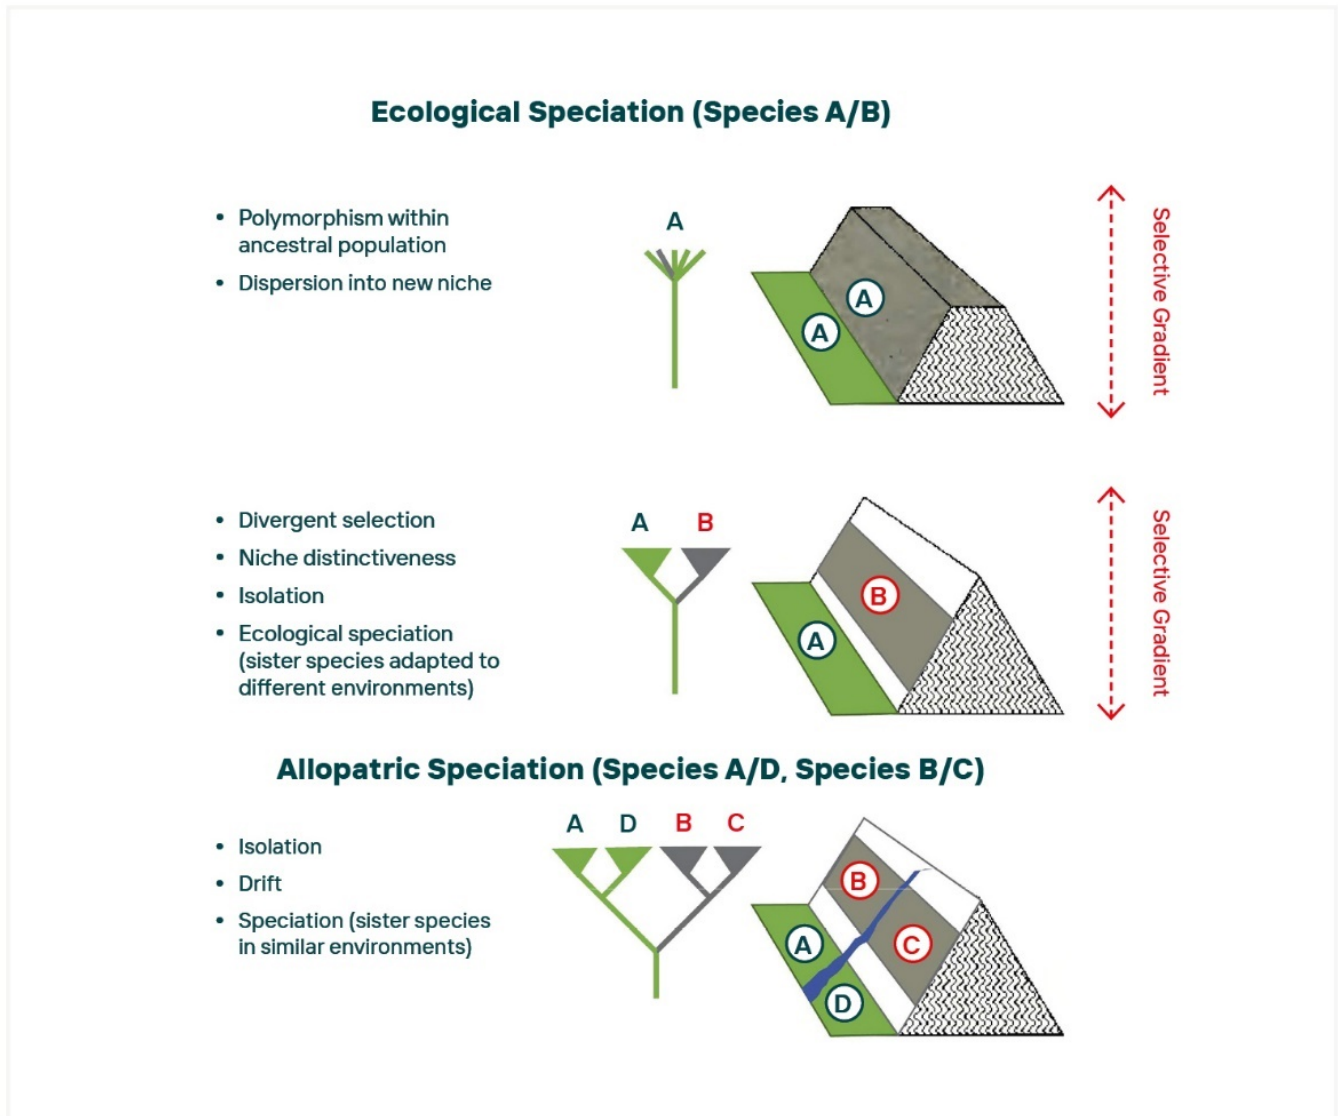 Ecological Speciation (Species A/B)
• Polymorphism within
ancestral population
• Dispersion into new niche
A
A
A
Selective Gradient
• Divergent selection
• Niche distinctiveness
• Isolation
• Ecological speciation
(sister species adapted to
different environments)
A B
B
A
Selective Gradient
Allopatric Speciation (Species A/D, Species B/C)
• Isolation
• Drift
• Speciation (sister species
in similar environments)
A D B C
B
A
C
D